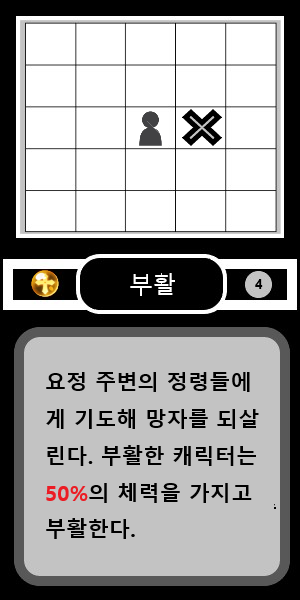 부활
4
요정 주변의 정령들에
게 기도해 망자를 되살
린다. 부활한 캐릭터는
50%의 체력을 가지고
부활한다.